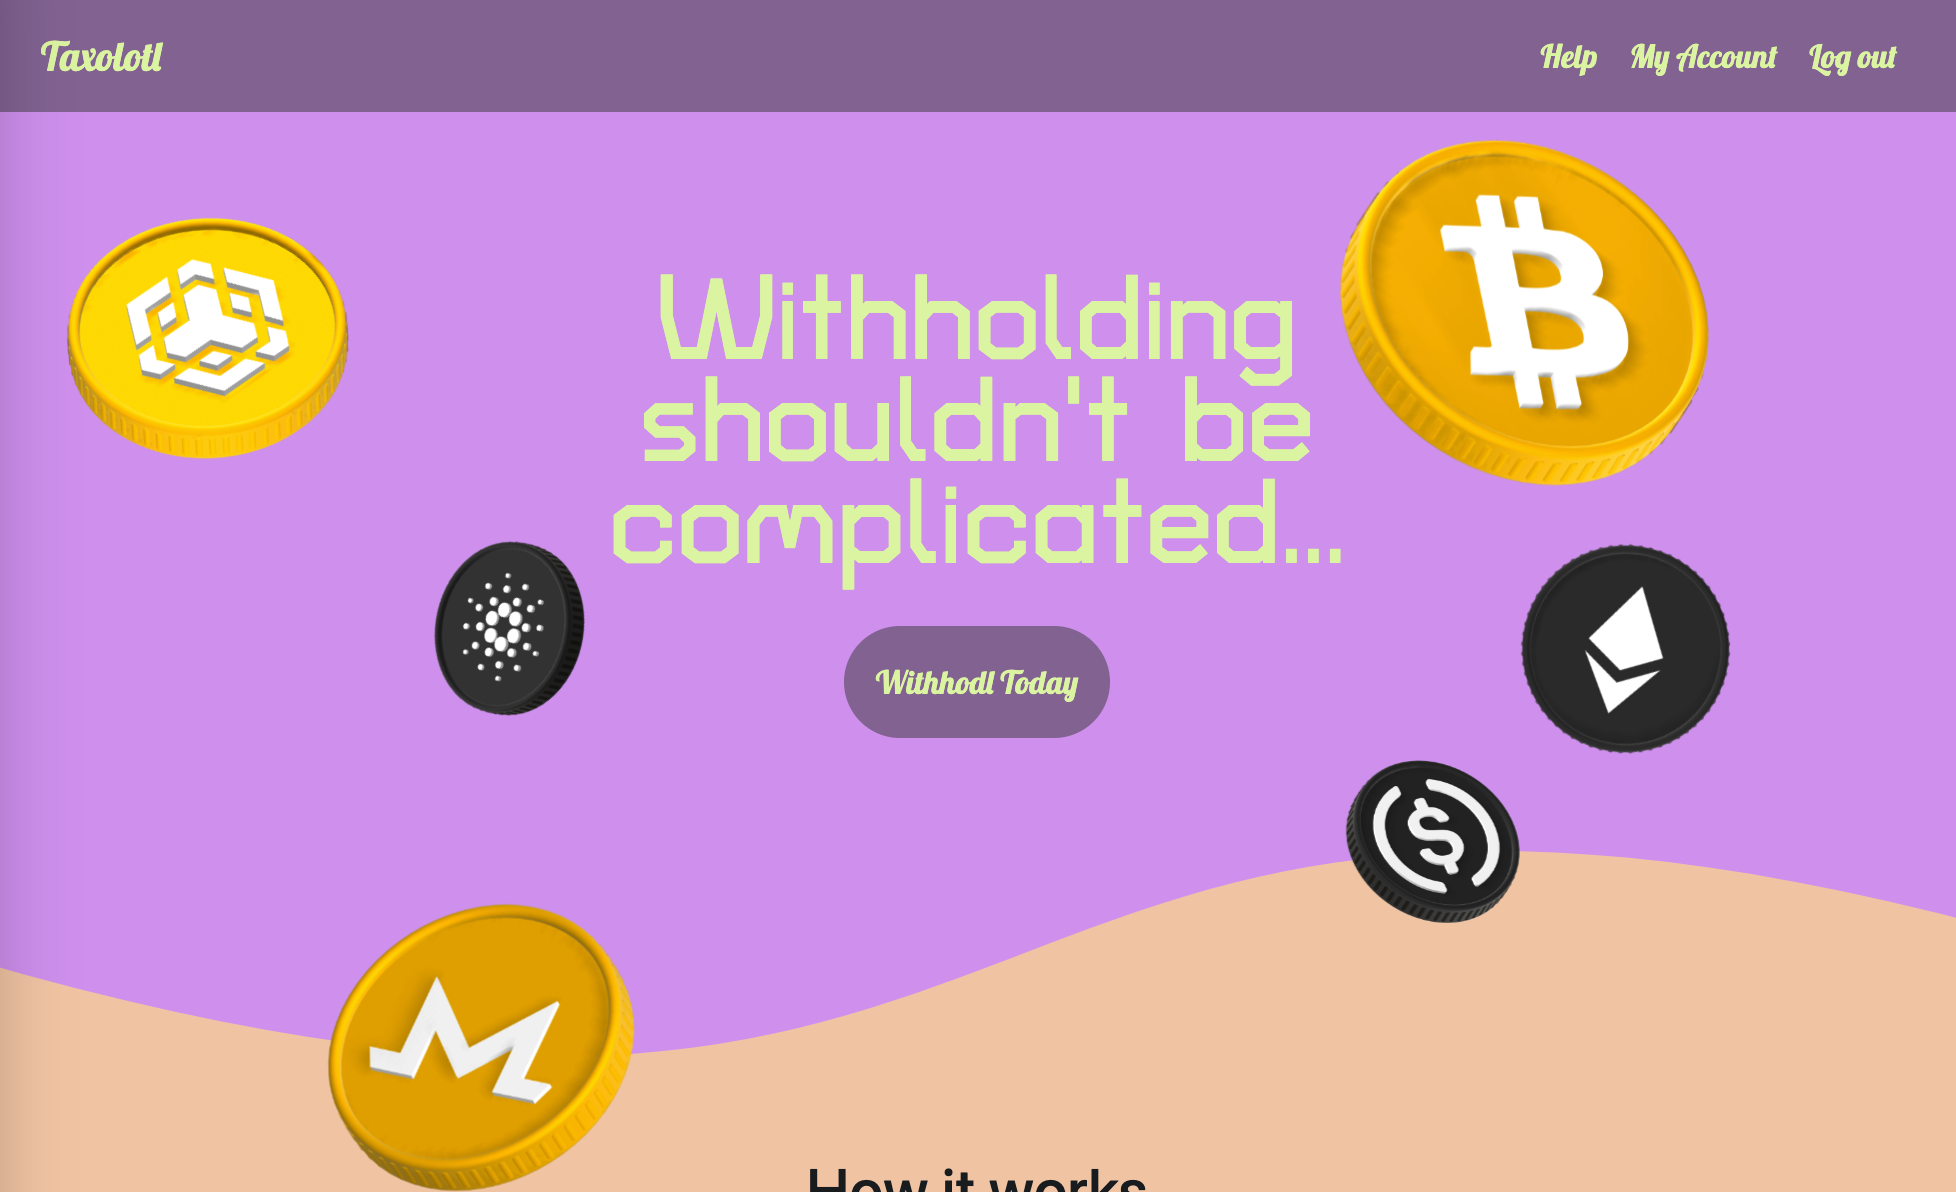 Taxolotl
Help
My Account
Log out
Withholding
shouldn't be
complicated...
Withhodl Today
How it works